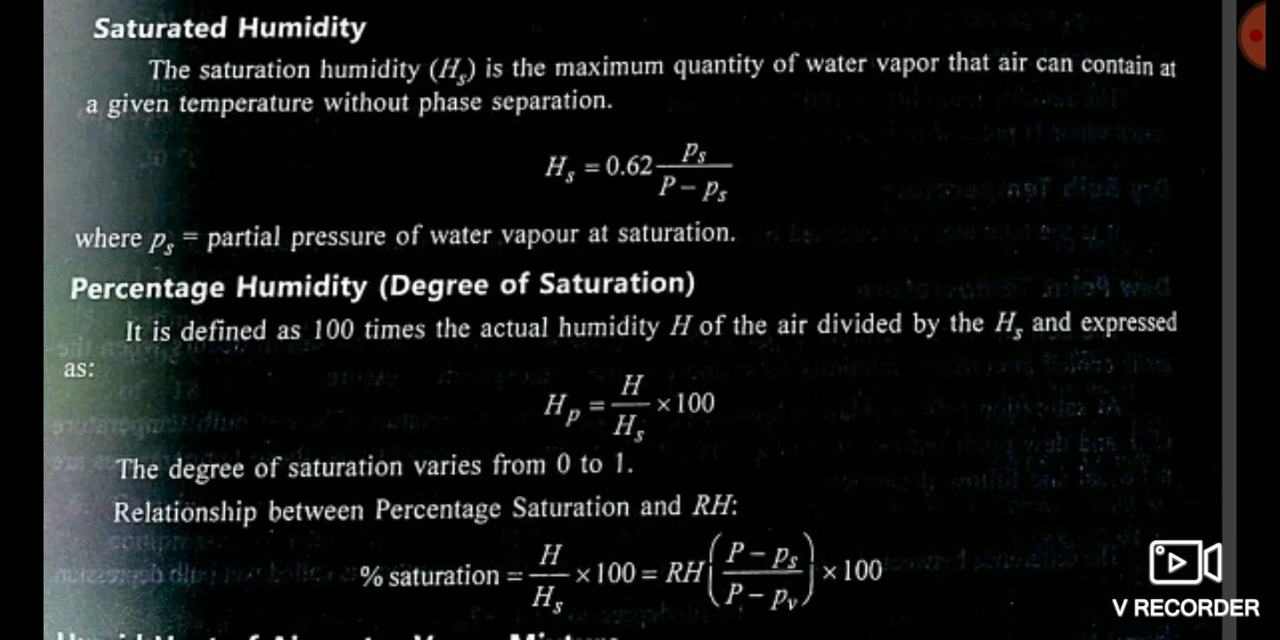 Saturated Humidity
The saturation humidity (Hₛ) is the maximum quantity of water vapor that air can contain at
a given temperature without phase separation.
Hₛ = 0.62 pₛ / (P − pₛ)
where pₛ = partial pressure of water vapour at saturation.
Percentage Humidity (Degree of Saturation)
It is defined as 100 times the actual humidity H of the air divided by the Hₛ and expressed
as:
Hₚ = H / Hₛ × 100
The degree of saturation varies from 0 to 1.
Relationship between Percentage Saturation and RH:
% saturation = H / Hₛ × 100 = RH ((P − pₛ) / (P − pᵥ)) × 100
V RECORDER